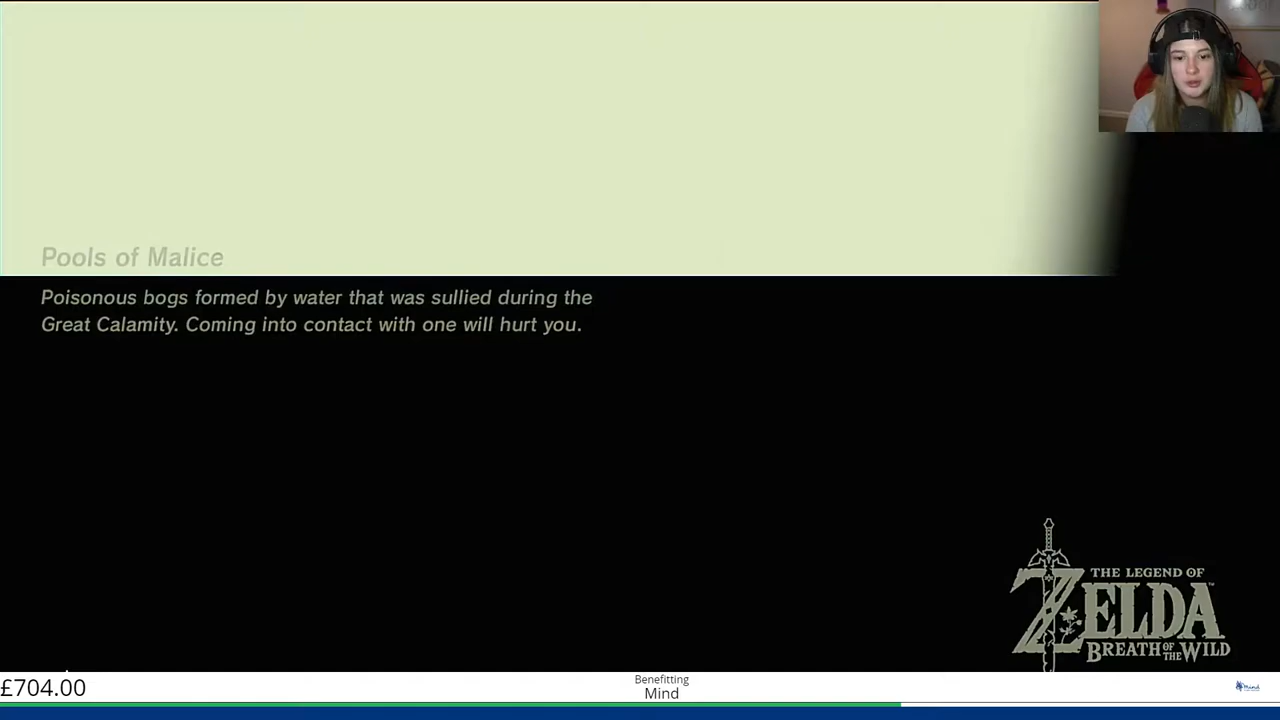 Pools of Malice
Poisonous bogs formed by water that was sullied during the
Great Calamity. Coming into contact with one will hurt you.
THE LEGEND OF
ZELDA
BREATH OF THE WILD
£704.00
Benefitting
Mind
Mind